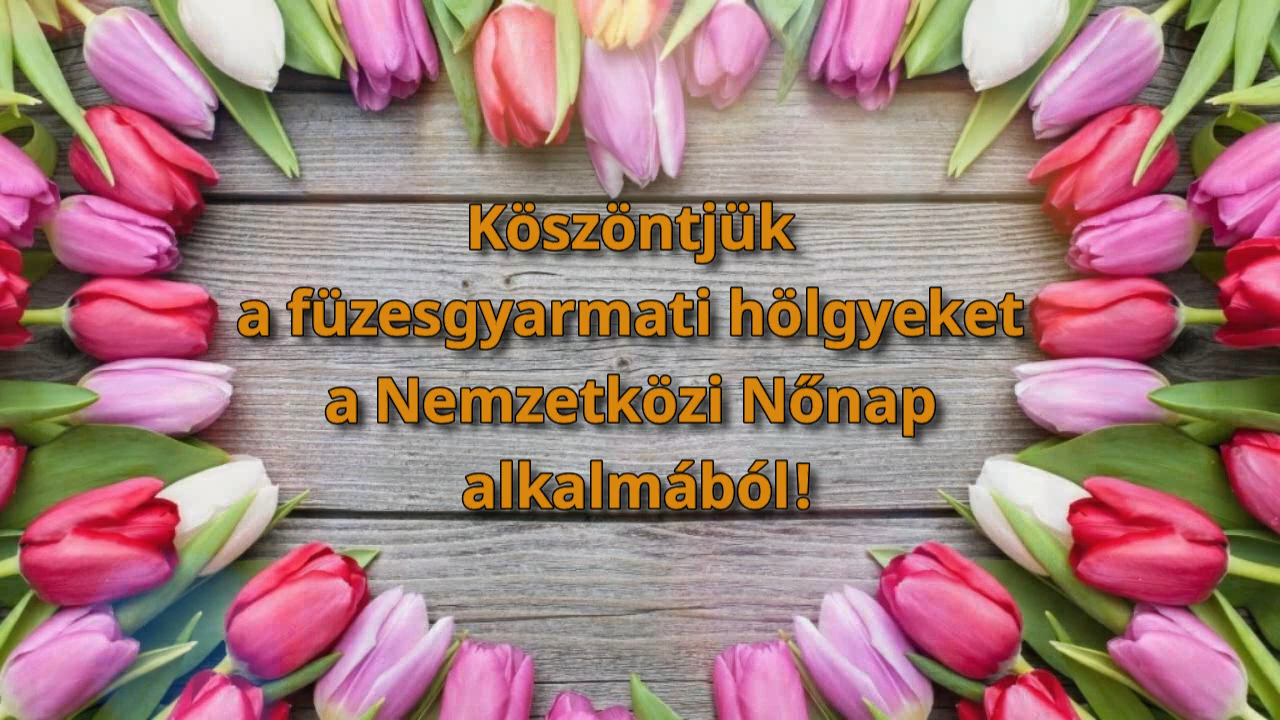 Köszöntjük
a füzesgyarmati hölgyeket
a Nemzetközi Nőnap
alkalmából!